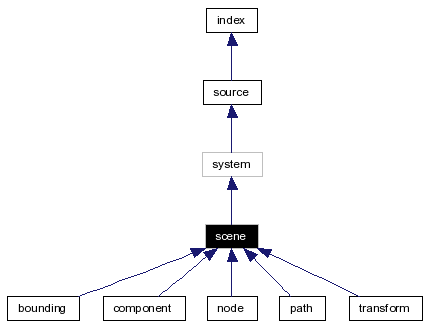 index
source
system
scene
bounding component node path transform